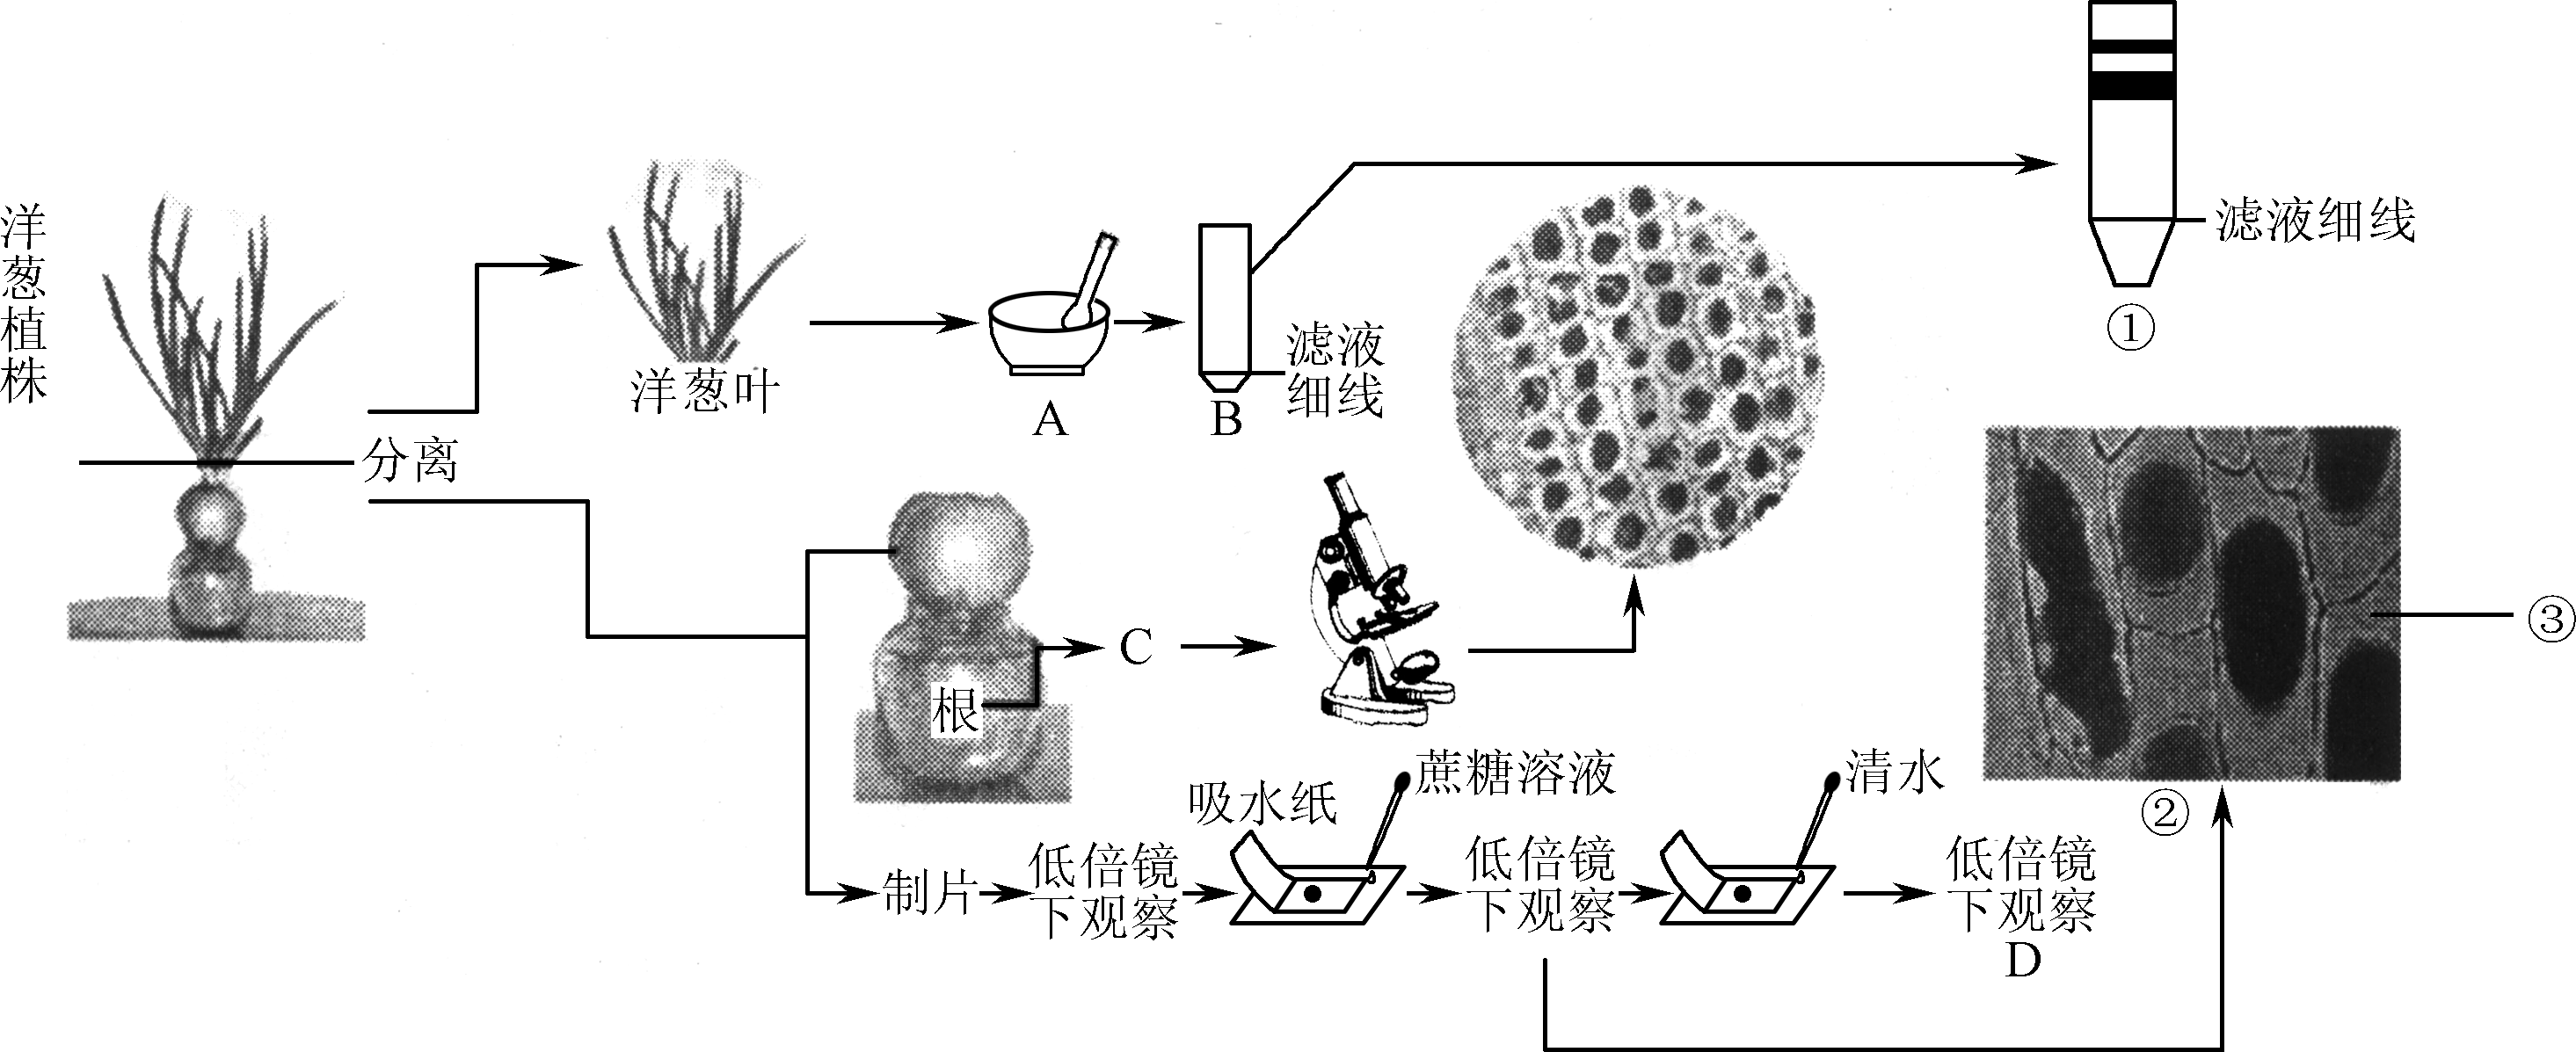 洋葱植株
分离
洋葱叶
A
B
滤液
细线
滤液细线
①
根
C
②
③
制片
低倍镜
下观察
吸水纸
蔗糖溶液
低倍镜
下观察
清水
低倍镜
下观察
D